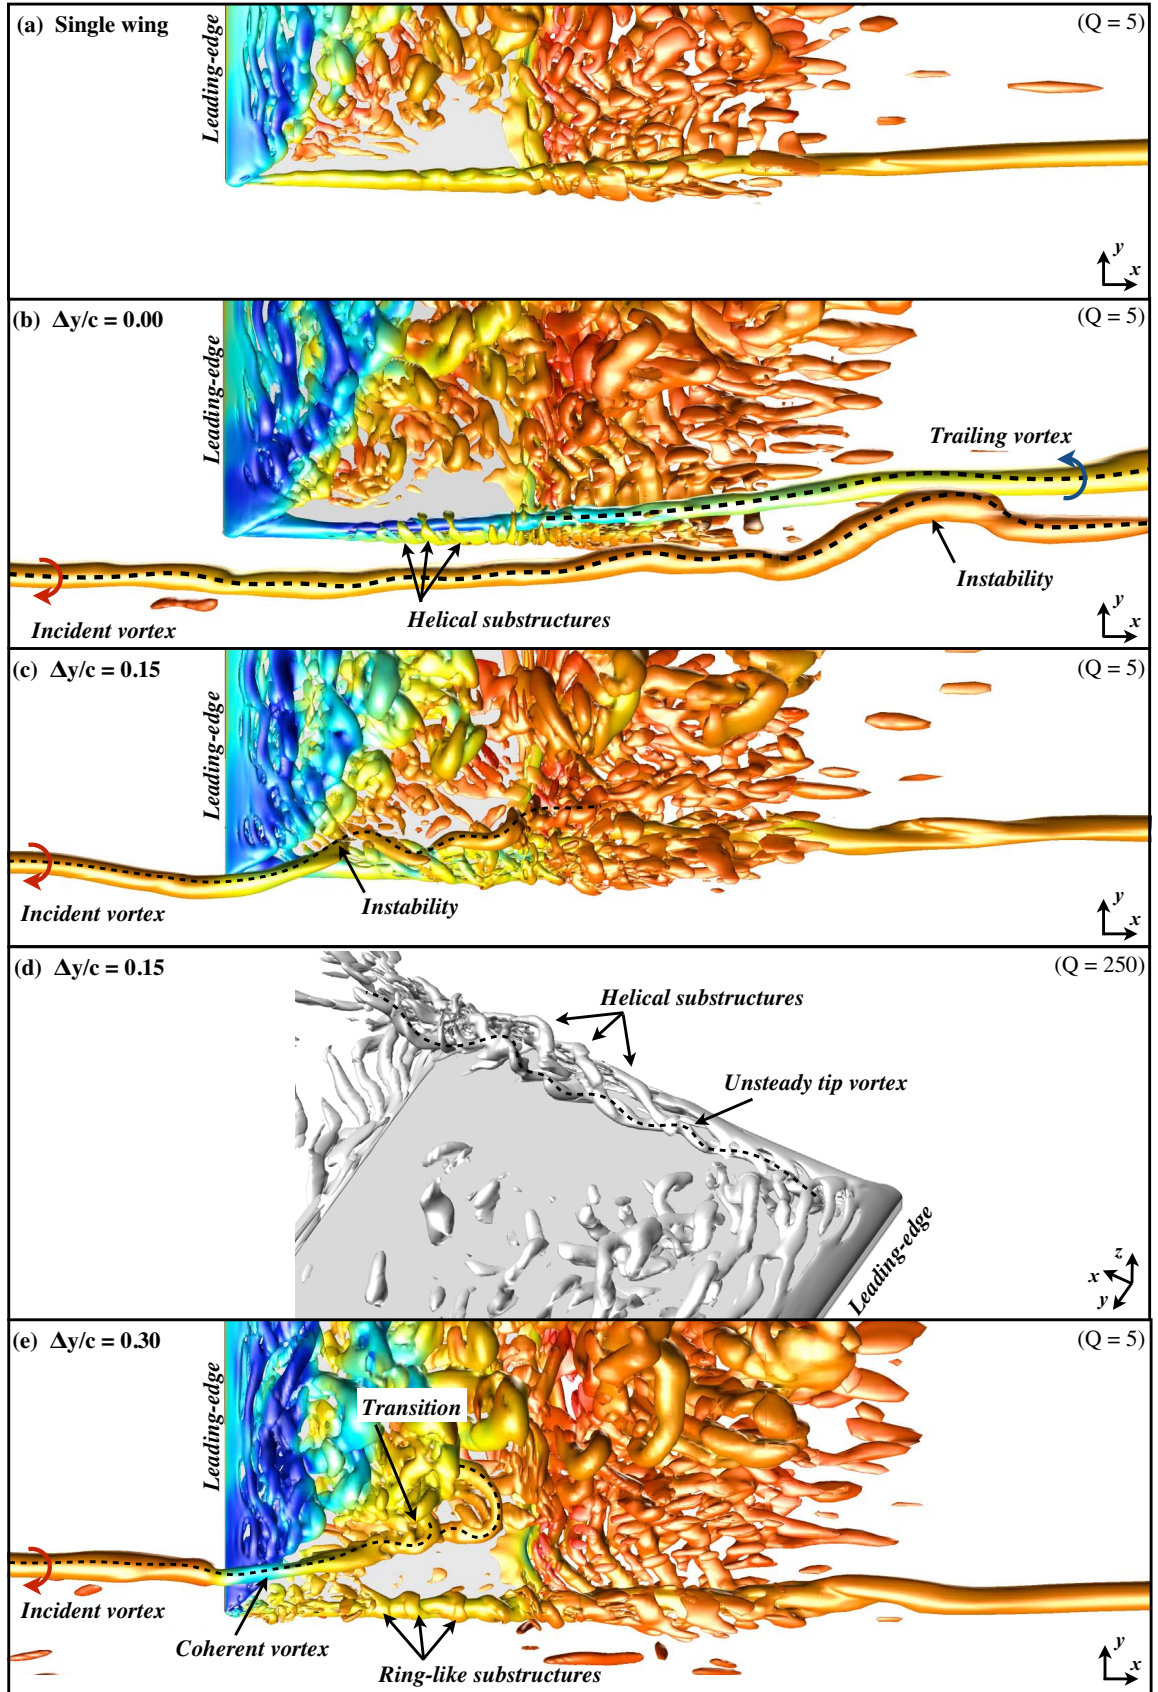 (a) Single wing
(Q = 5)
Leading-edge
y
x
(b) Δy/c = 0.00
(Q = 5)
Leading-edge
Trailing vortex
Instability
Helical substructures
Incident vortex
y
x
(c) Δy/c = 0.15
(Q = 5)
Leading-edge
Instability
Incident vortex
y
x
(d) Δy/c = 0.15
(Q = 250)
Helical substructures
Unsteady tip vortex
Leading-edge
z
x
y
(e) Δy/c = 0.30
(Q = 5)
Leading-edge
Transition
Incident vortex
Coherent vortex
Ring-like substructures
y
x